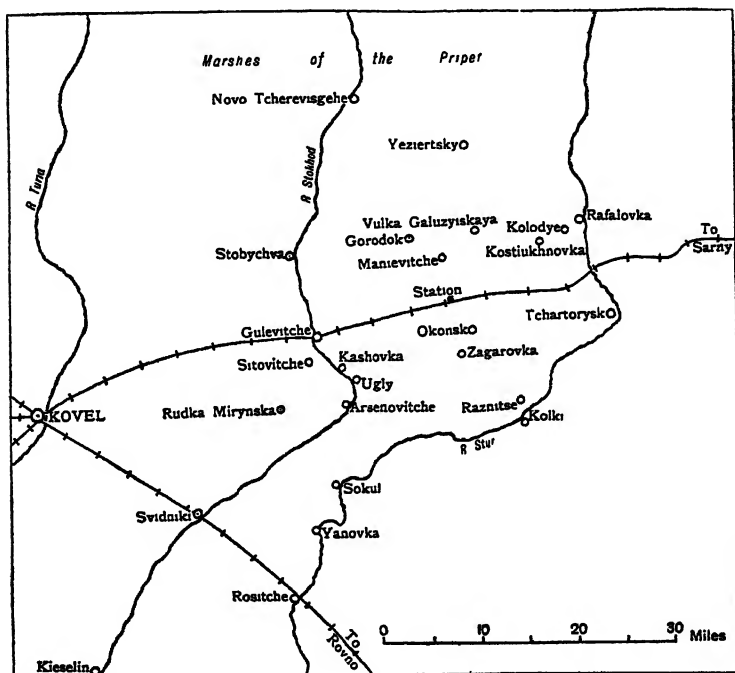 Marshes of the Pripet
Novo Tcherevisgehe
Yeziertsky
R Turia
R Stokhod
Vulka Galuzyiskaya
Kolodye
Rafalovka
Gorodok
Kostiukhnovka
To
Sarny
Stobychva
Manievitche
Station
Tchartorysk
Gulevitche
Okonsk
Sitovitche
Kashovka
Zagarovka
Ugly
KOVEL
Rudka Mirynska
Arsenovitche
Raznitse
Kolki
R Styr
Sokul
Svidniki
Yanovka
Rositche
To
Rovno
0 10 20 30
Miles
Kieselin